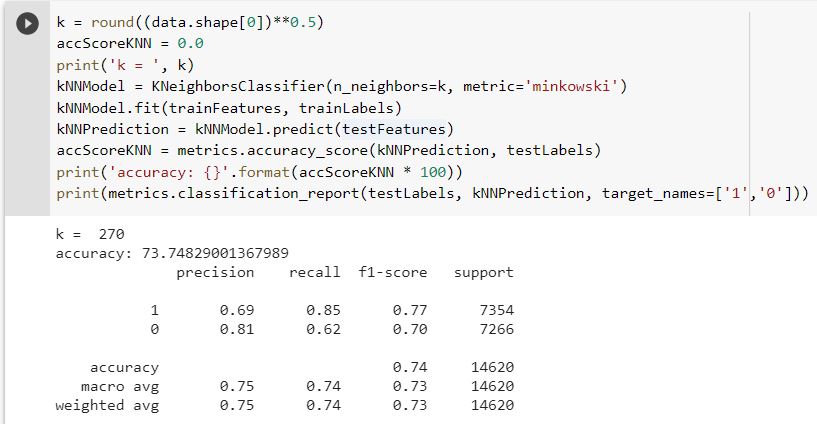 k = round((data.shape[0])**0.5)
accScoreKNN = 0.0
print('k = ', k)
kNNModel = KNeighborsClassifier(n_neighbors=k, metric='minkowski')
kNNModel.fit(trainFeatures, trainLabels)
kNNPrediction = kNNModel.predict(testFeatures)
accScoreKNN = metrics.accuracy_score(kNNPrediction, testLabels)
print('accuracy: {}'.format(accScoreKNN * 100))
print(metrics.classification_report(testLabels, kNNPrediction, target_names=['1','0']))
k =  270
accuracy: 73.74829001367989
precision    recall  f1-score   support
1       0.69      0.85      0.77      7354
0       0.81      0.62      0.70      7266
accuracy                           0.74     14620
macro avg       0.75      0.74      0.73     14620
weighted avg       0.75      0.74      0.73     14620